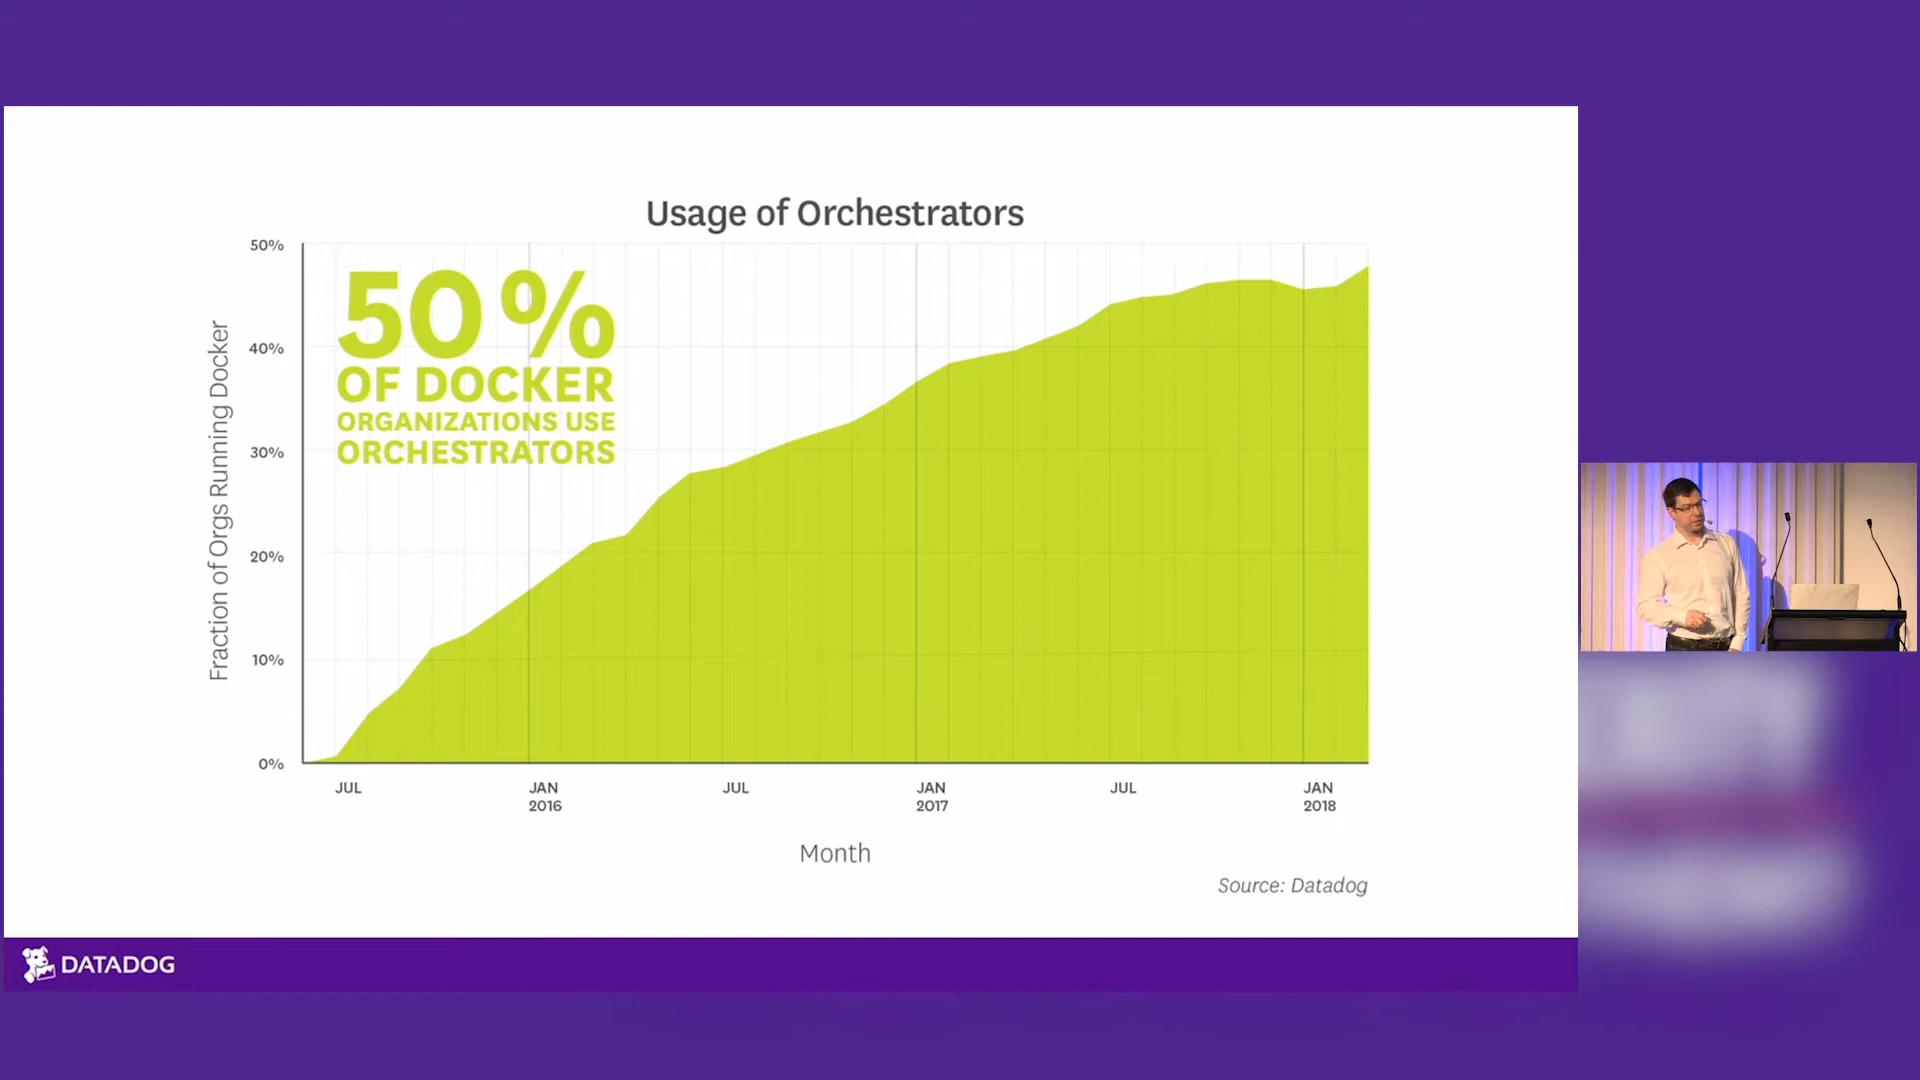 Usage of Orchestrators
50%
40%
30%
20%
10%
0%
Fraction of Orgs Running Docker
50%
OF DOCKER
ORGANIZATIONS USE
ORCHESTRATORS
JUL
JAN
2016
JUL
JAN
2017
JUL
JAN
2018
Month
Source: Datadog
DATADOG